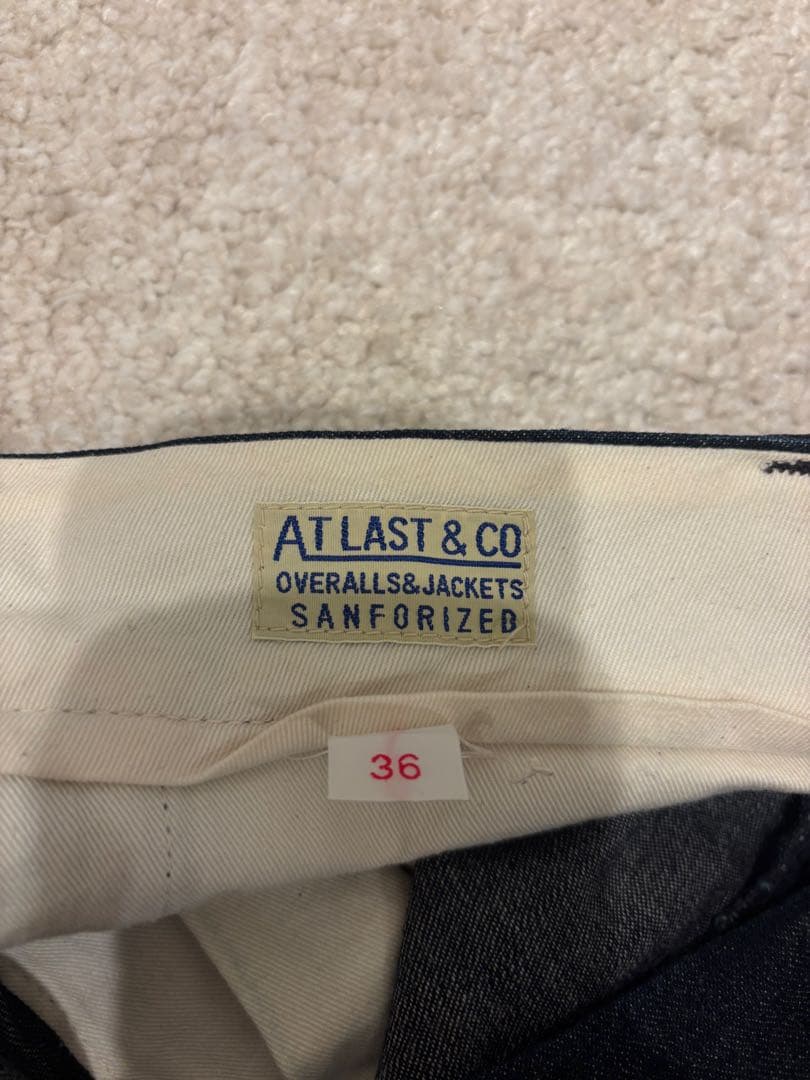 AT LAST & CO
OVERALLS&JACKETS
SANFORIZED
36